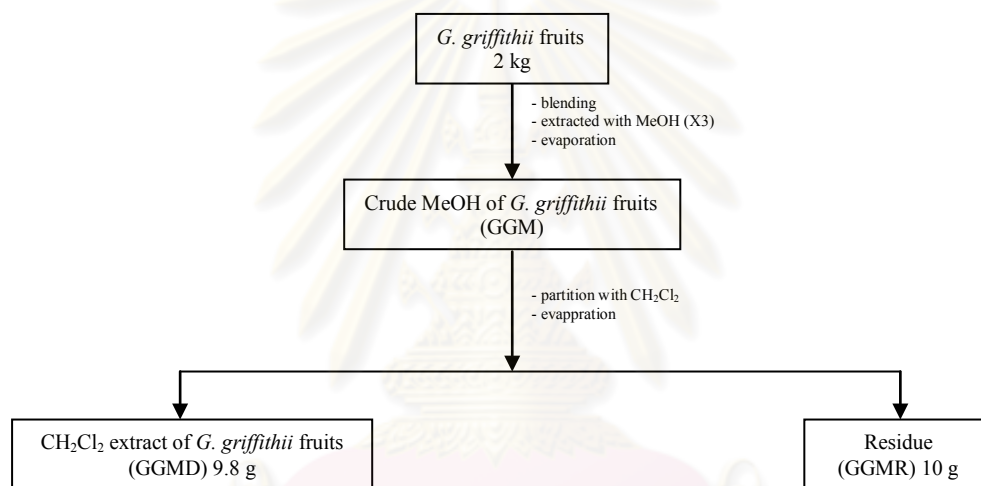 G. griffithii fruits
2 kg
- blending
- extracted with MeOH (X3)
- evaporation
Crude MeOH of G. griffithii fruits
(GGM)
- partition with CH₂Cl₂
- evappration
CH₂Cl₂ extract of G. griffithii fruits
(GGMD) 9.8 g
Residue
(GGMR) 10 g